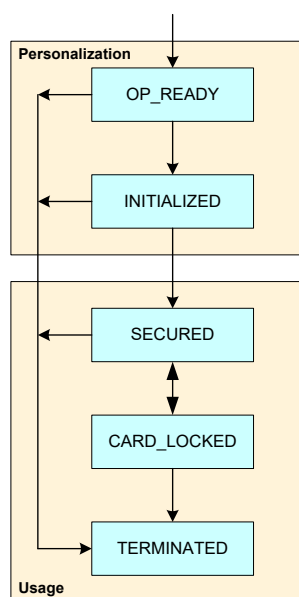 Personalization
OP_READY
INITIALIZED
SECURED
CARD_LOCKED
TERMINATED
Usage